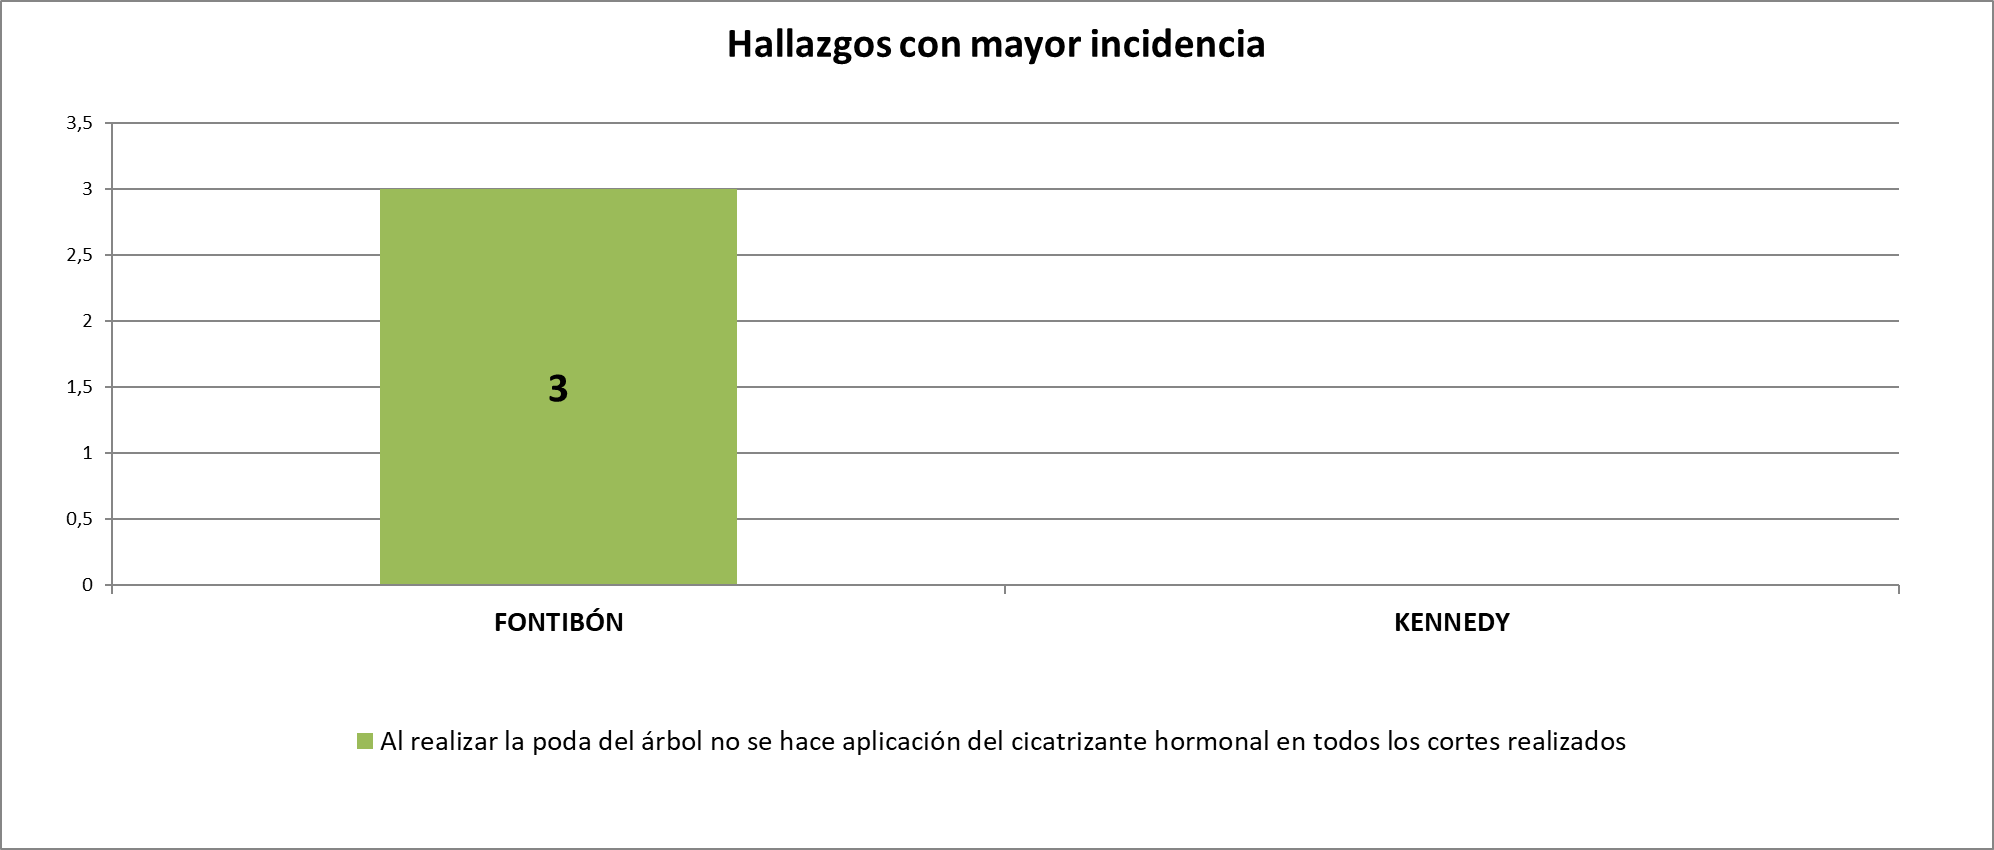 Hallazgos con mayor incidencia
3,5
3
2,5
2
1,5
1
0,5
0
3
FONTIBÓN
KENNEDY
Al realizar la poda del árbol no se hace aplicación del cicatrizante hormonal en todos los cortes realizados